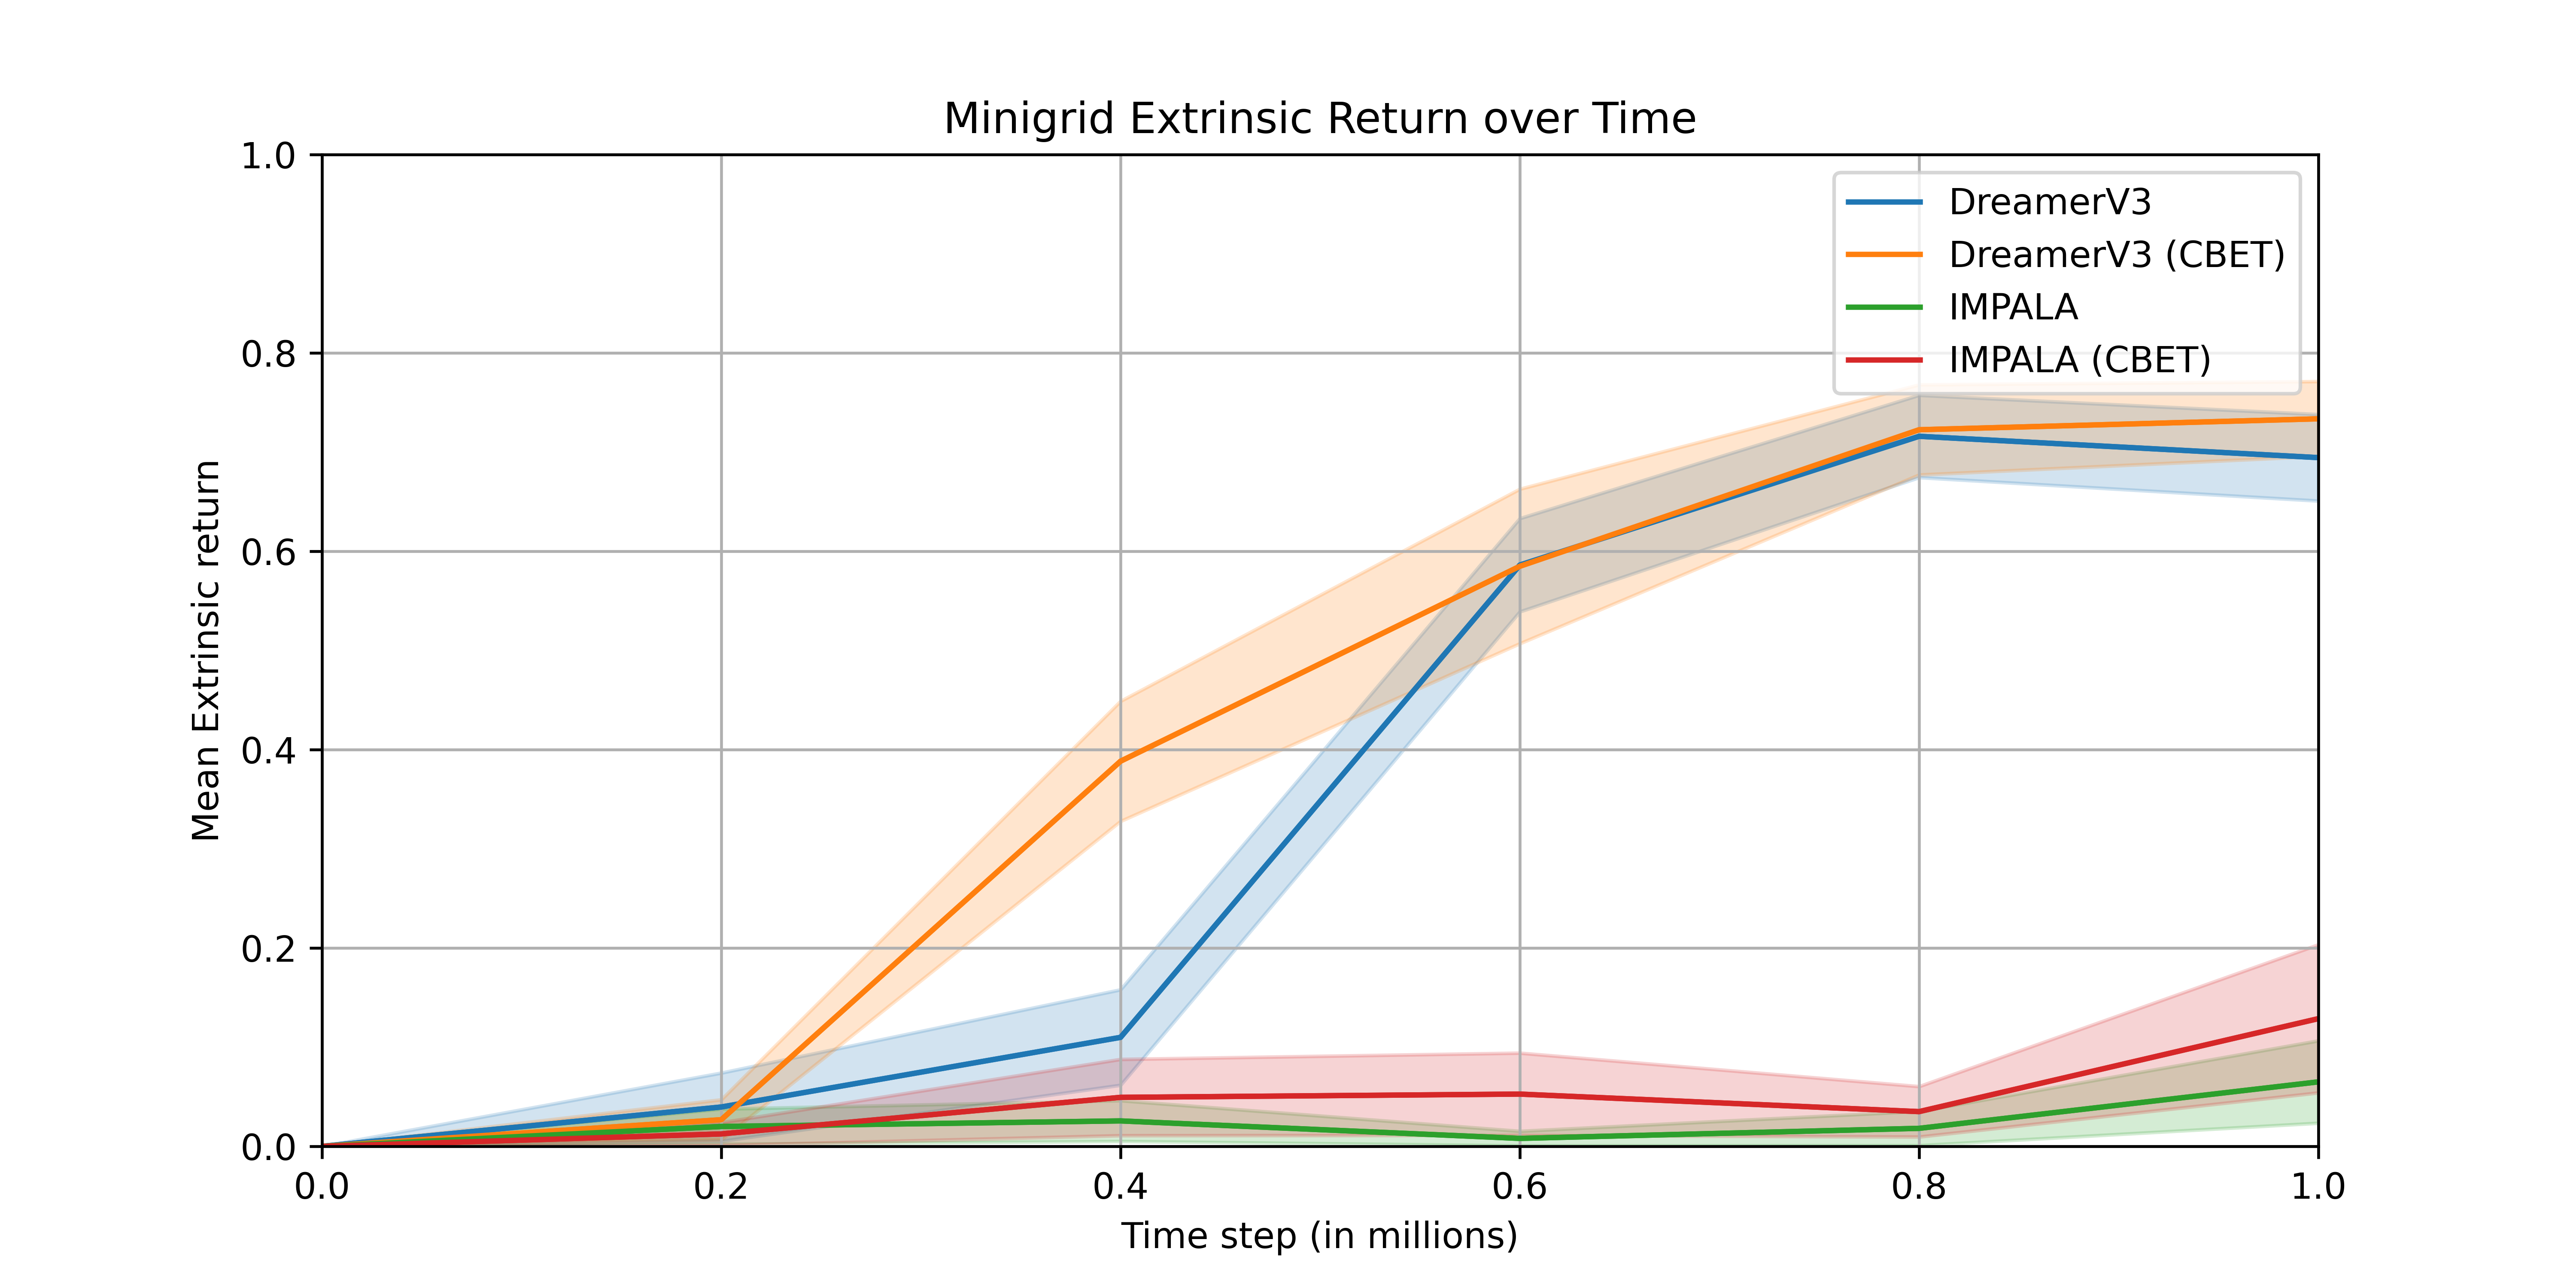 Minigrid Extrinsic Return over Time
1.0
0.8
0.6
0.4
0.2
0.0
Mean Extrinsic return
DreamerV3
DreamerV3 (CBET)
IMPALA
IMPALA (CBET)
0.0 0.2 0.4 0.6 0.8 1.0
Time step (in millions)